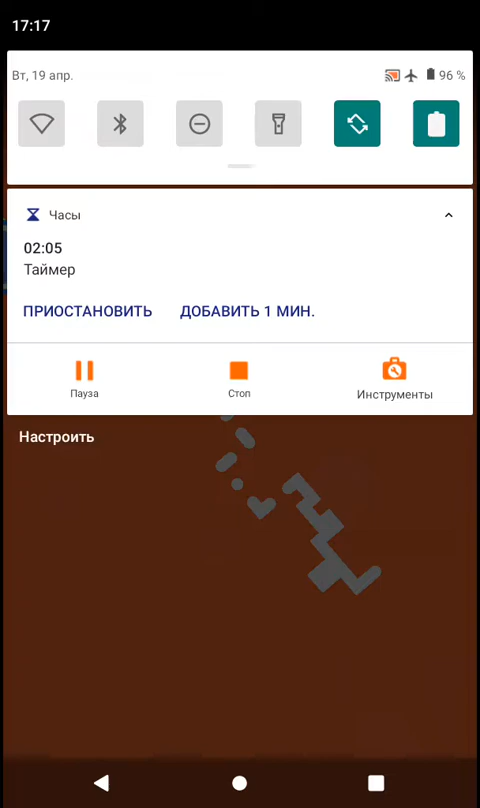 17:17
Вт, 19 апр.
96 %
Часы
02:05
Таймер
ПРИОСТАНОВИТЬ
ДОБАВИТЬ 1 МИН.
Пауза
Стоп
Инструменты
Настроить